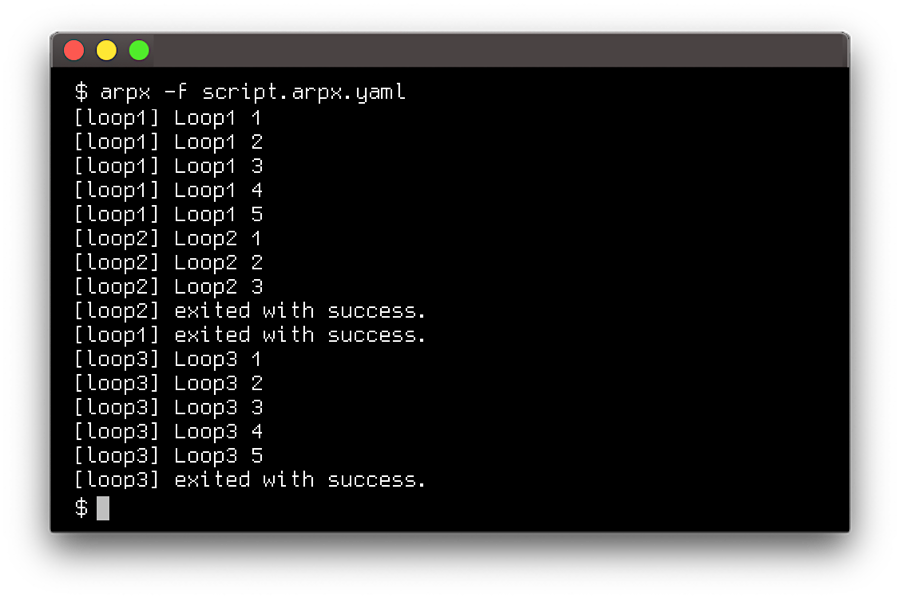 $ arpx -f script.arpx.yaml
[loop1] Loop1 1
[loop1] Loop1 2
[loop1] Loop1 3
[loop1] Loop1 4
[loop1] Loop1 5
[loop2] Loop2 1
[loop2] Loop2 2
[loop2] Loop2 3
[loop2] exited with success.
[loop1] exited with success.
[loop3] Loop3 1
[loop3] Loop3 2
[loop3] Loop3 3
[loop3] Loop3 4
[loop3] Loop3 5
[loop3] exited with success.
$